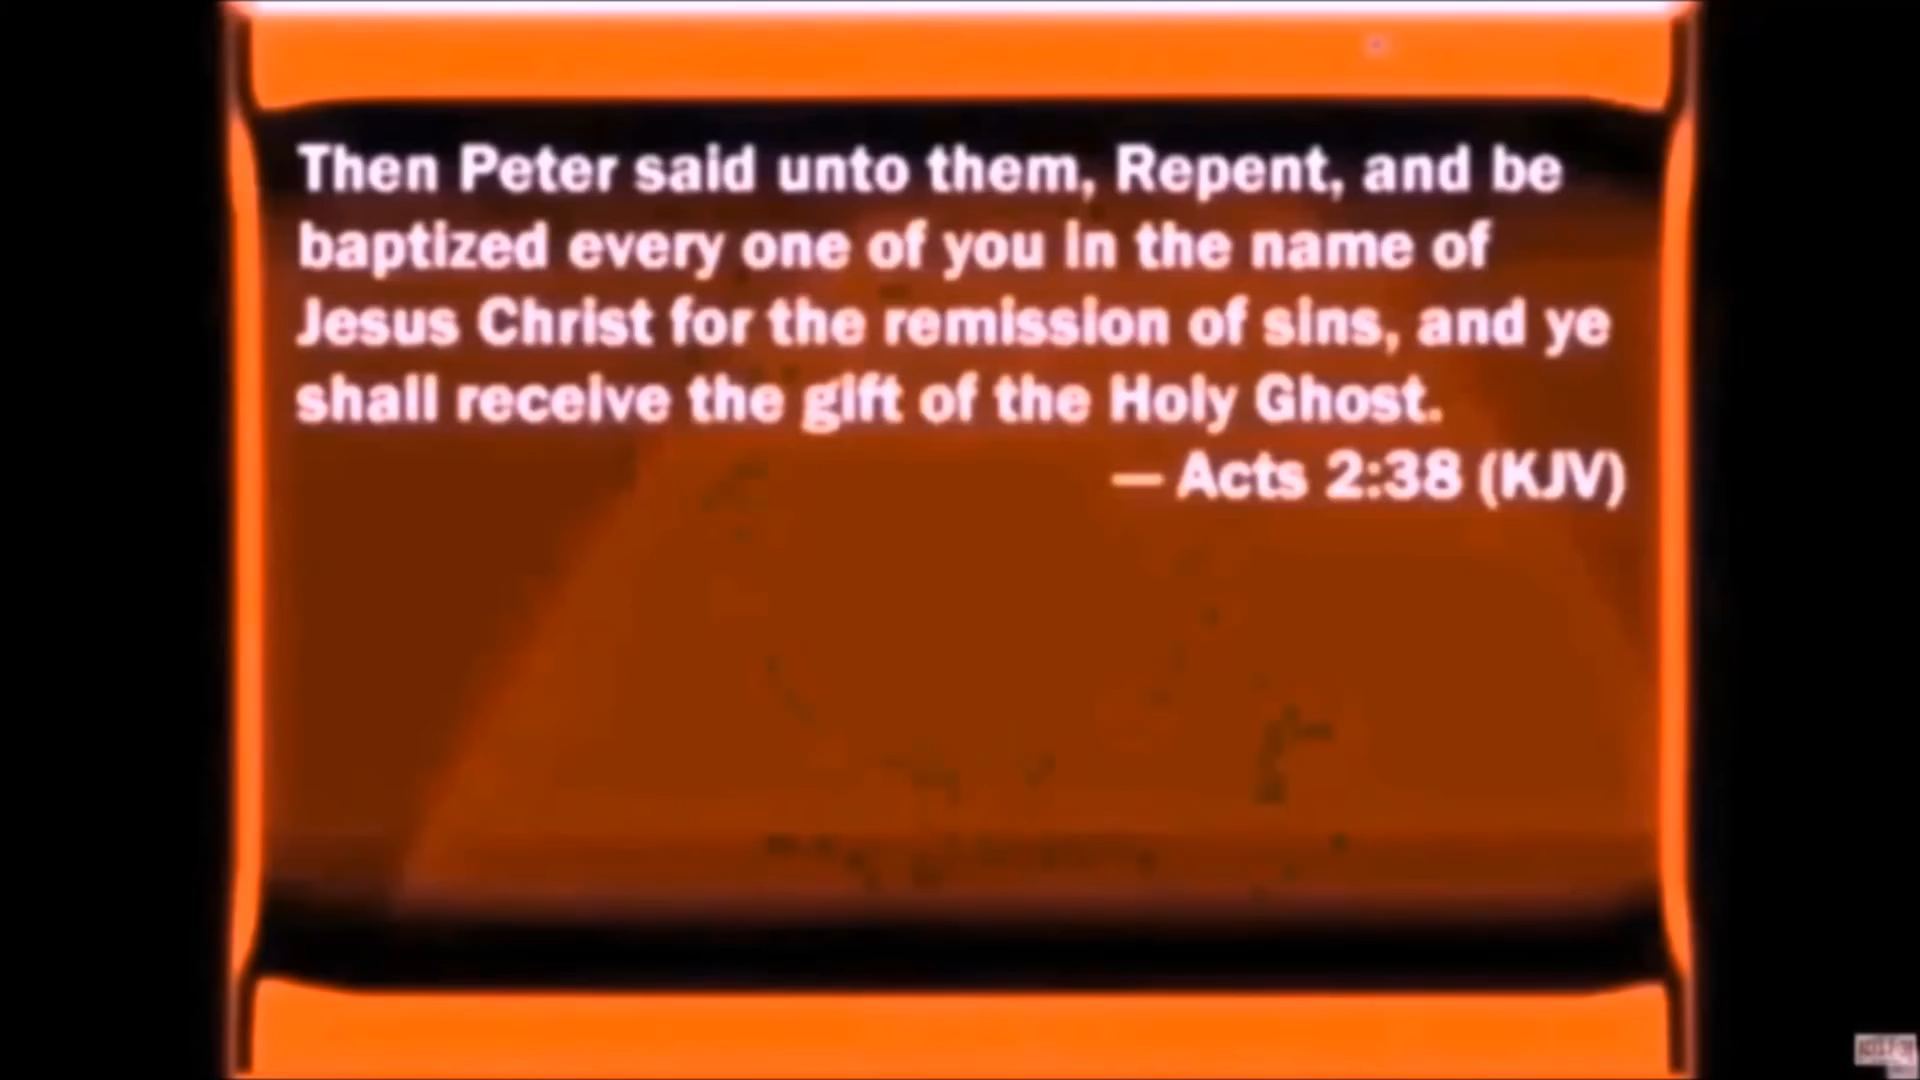 Then Peter said unto them, Repent, and be
baptized every one of you in the name of
Jesus Christ for the remission of sins, and ye
shall receive the gift of the Holy Ghost.
— Acts 2:38 (KJV)